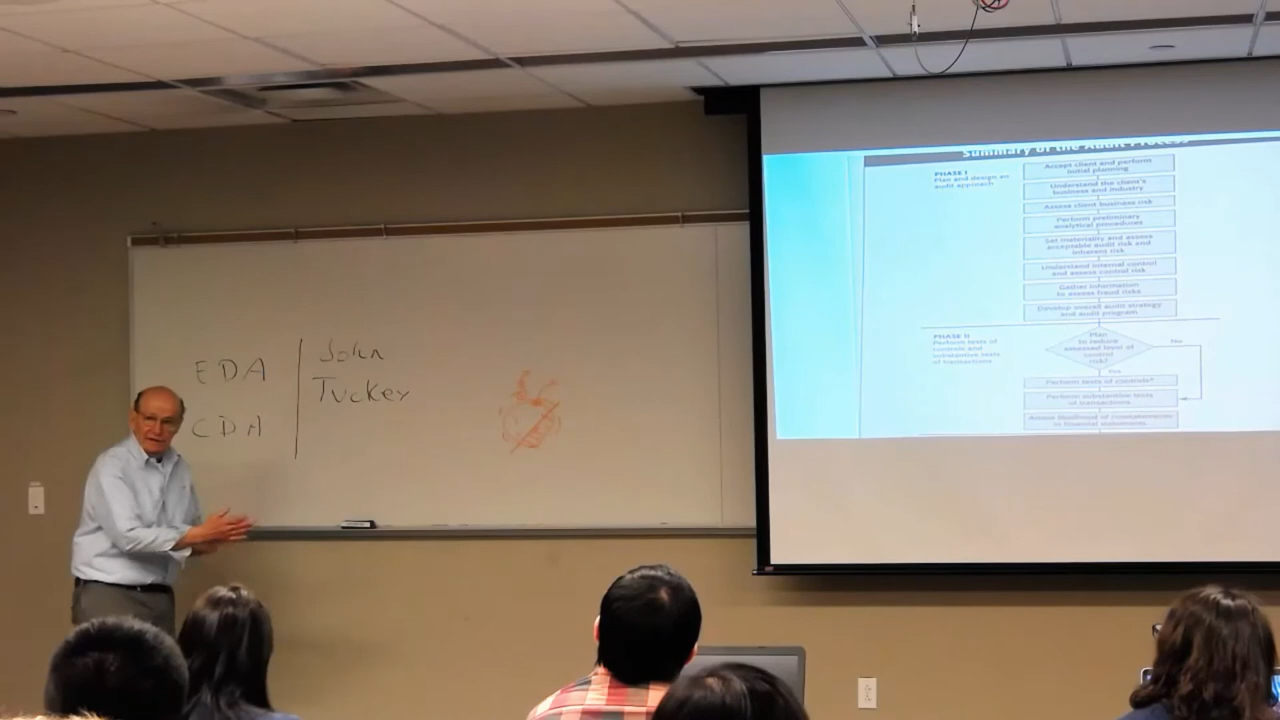 EDA
CDA
John
Tuckey
Summary of the Audit Process
PHASE I
Plan and design an
audit approach
Accept client and perform
initial planning
Understand the client's
business and industry
Assess client business risk
Perform preliminary
analytical procedures
Set materiality and assess
acceptable audit risk and
inherent risk
Understand internal control
and assess control risk
Gather information
to assess fraud risks
Develop overall audit strategy
and audit program
PHASE II
Perform tests of
controls and
substantive tests
of transactions
Plan
to reduce
assessed level of
control
risk?
No
Yes
Perform tests of controls*
Perform substantive tests
of transactions
Assess likelihood of misstatements
in financial statements